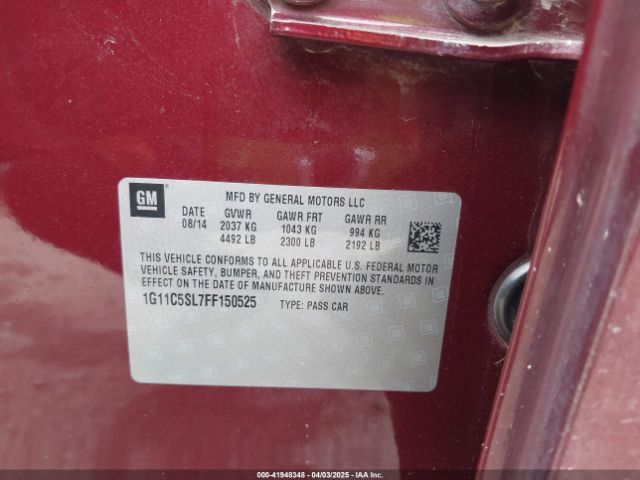 GM
MFD BY GENERAL MOTORS LLC
DATE GVWR GAWR FRT GAWR RR
08/14 2037 KG 1043 KG 994 KG
4492 LB 2300 LB 2192 LB
THIS VEHICLE CONFORMS TO ALL APPLICABLE U.S. FEDERAL MOTOR
VEHICLE SAFETY, BUMPER, AND THEFT PREVENTION STANDARDS IN
EFFECT ON THE DATE OF MANUFACTURE SHOWN ABOVE.
1G11C5SL7FF150525 TYPE: PASS CAR
000-41948348 - 04/03/2025 - IAA Inc.